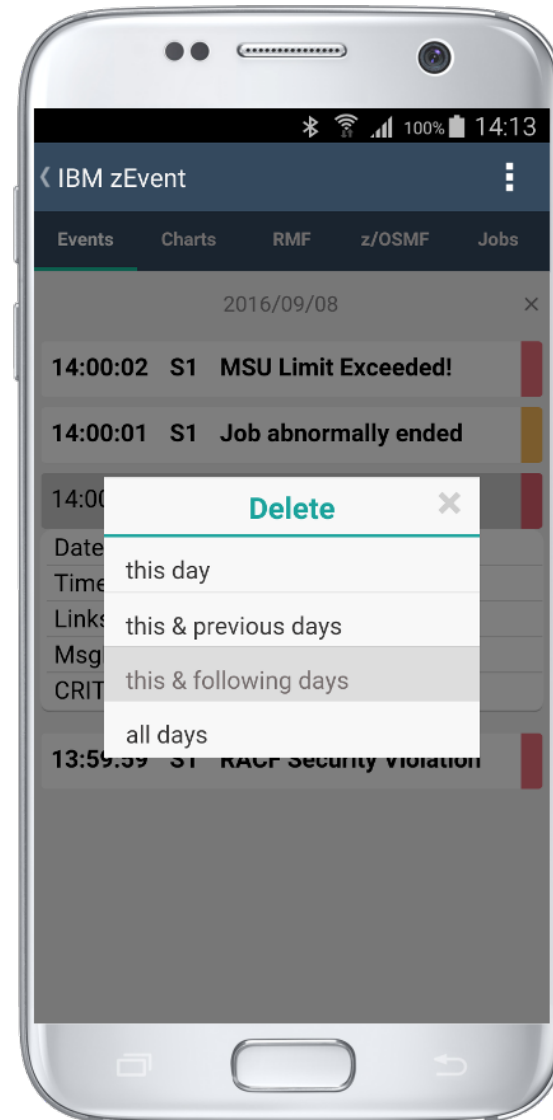 100% 14:13
IBM zEvent
Events Charts RMF z/OSMF Jobs
2016/09/08 ×
14:00:02 S1 MSU Limit Exceeded!
14:00:01 S1 Job abnormally ended
14:00
Delete ×
Date
this day
Time
Links
this & previous days
Msg
this & following days
CRIT
all days
13:59:59 S1 RACF Security Violation